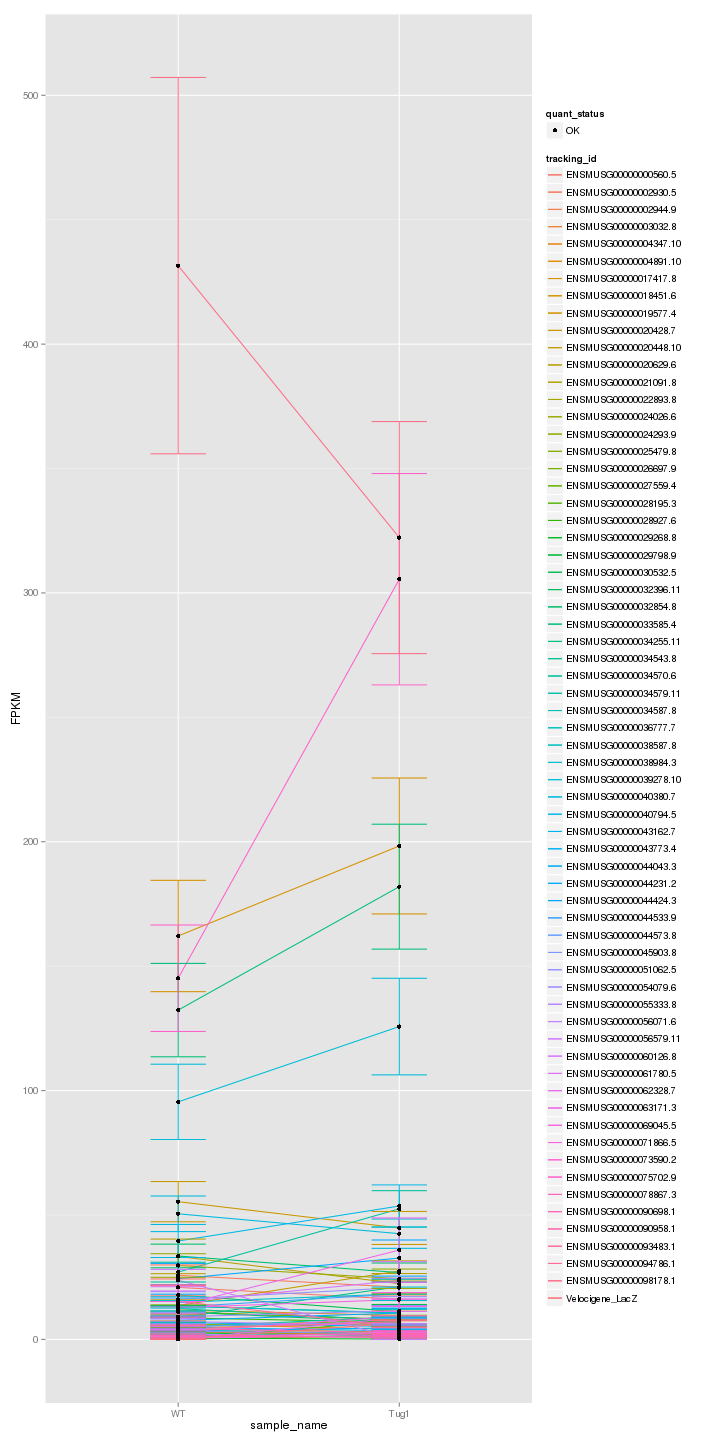 500
400
300
200
100
0
FPKM
WT
Tug1
sample_name
quant_status
OK
tracking_id
ENSMUSG00000000560.5
ENSMUSG00000002930.5
ENSMUSG00000002944.9
ENSMUSG00000003032.8
ENSMUSG00000004347.10
ENSMUSG00000004891.10
ENSMUSG00000017417.8
ENSMUSG00000018451.6
ENSMUSG00000019577.4
ENSMUSG00000020428.7
ENSMUSG00000020448.10
ENSMUSG00000020629.6
ENSMUSG00000021091.8
ENSMUSG00000022893.8
ENSMUSG00000024026.6
ENSMUSG00000024293.9
ENSMUSG00000025479.8
ENSMUSG00000026697.9
ENSMUSG00000027559.4
ENSMUSG00000028195.3
ENSMUSG00000028927.6
ENSMUSG00000029268.8
ENSMUSG00000029798.9
ENSMUSG00000030532.5
ENSMUSG00000032396.11
ENSMUSG00000032854.8
ENSMUSG00000033585.4
ENSMUSG00000034255.11
ENSMUSG00000034543.8
ENSMUSG00000034570.6
ENSMUSG00000034579.11
ENSMUSG00000034587.8
ENSMUSG00000036777.7
ENSMUSG00000038587.8
ENSMUSG00000038984.3
ENSMUSG00000039278.10
ENSMUSG00000040380.7
ENSMUSG00000040794.5
ENSMUSG00000043162.7
ENSMUSG00000043773.4
ENSMUSG00000044043.3
ENSMUSG00000044231.2
ENSMUSG00000044424.3
ENSMUSG00000044533.9
ENSMUSG00000044573.8
ENSMUSG00000045903.8
ENSMUSG00000051062.5
ENSMUSG00000054079.6
ENSMUSG00000055333.8
ENSMUSG00000056071.6
ENSMUSG00000056579.11
ENSMUSG00000060126.8
ENSMUSG00000061780.5
ENSMUSG00000062328.7
ENSMUSG00000063171.3
ENSMUSG00000069045.5
ENSMUSG00000071866.5
ENSMUSG00000073590.2
ENSMUSG00000075702.9
ENSMUSG00000078867.3
ENSMUSG00000090698.1
ENSMUSG00000090958.1
ENSMUSG00000093483.1
ENSMUSG00000094786.1
ENSMUSG00000098178.1
Velocigene_LacZ